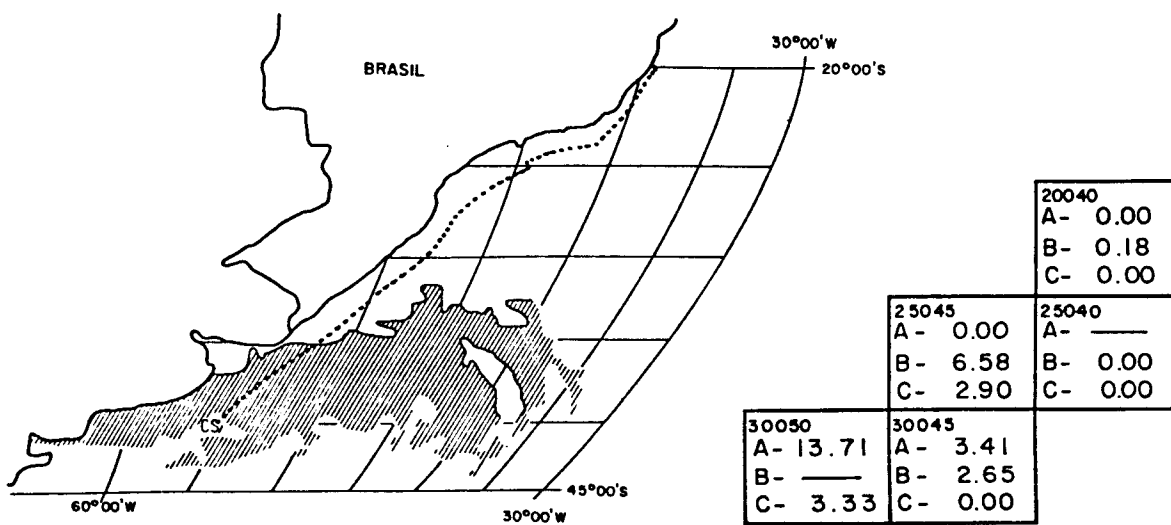 30°00'W
BRASIL
20°00'S
20040
A- 0.00
B- 0.18
C- 0.00
25045
A- 0.00
B- 6.58
C- 2.90
25040
A- ——
B- 0.00
C- 0.00
CS
30050
A- 13.71
B- ——
C- 3.33
30045
A- 3.41
B- 2.65
C- 0.00
60°00'W
45°00'S
30°00'W